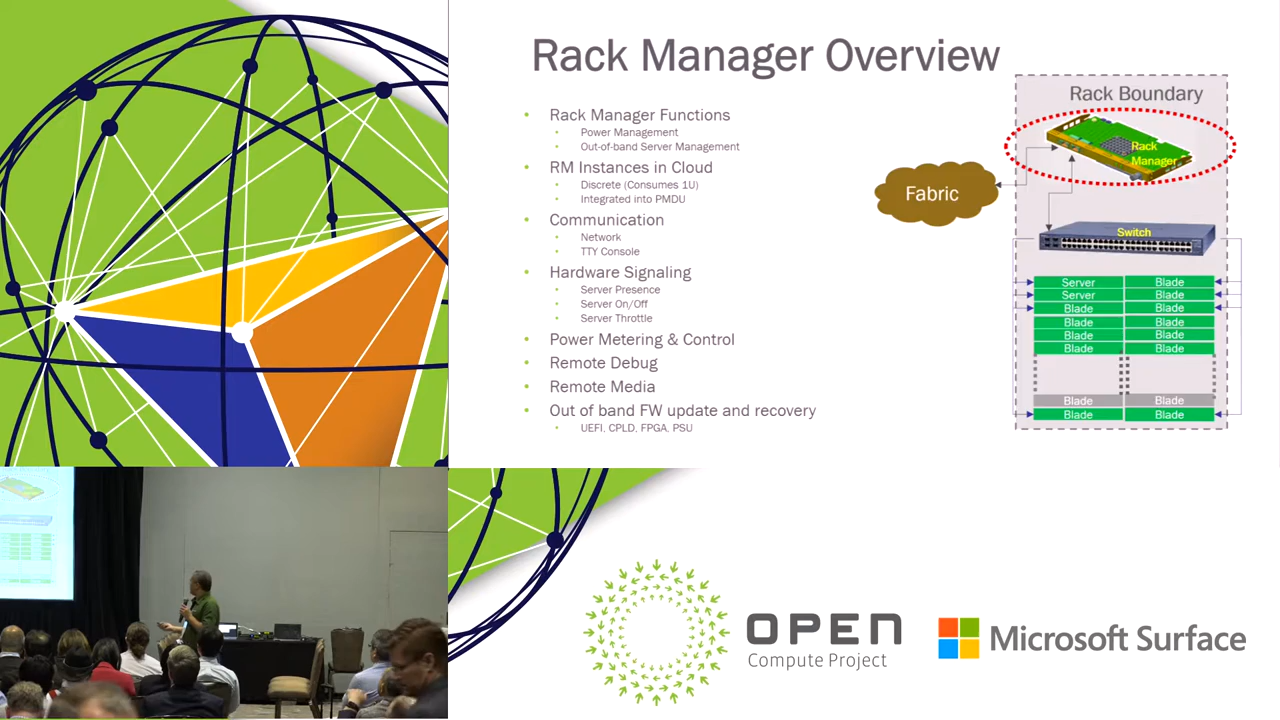 Rack Manager Overview
Rack Manager Functions
Power Management
Out-of-band Server Management
RM Instances in Cloud
Discrete (Consumes 1U)
Integrated into PMDU
Communication
Network
TTY Console
Hardware Signaling
Server Presence
Server On/Off
Server Throttle
Power Metering & Control
Remote Debug
Remote Media
Out of band FW update and recovery
UEFI, CPLD, FPGA, PSU
Rack Boundary
Rack
Manager
Fabric
Switch
Server Blade
Server Blade
Blade Blade
Blade Blade
Blade Blade
Blade Blade
Blade Blade
Blade Blade
OPEN
Compute Project
Microsoft Surface